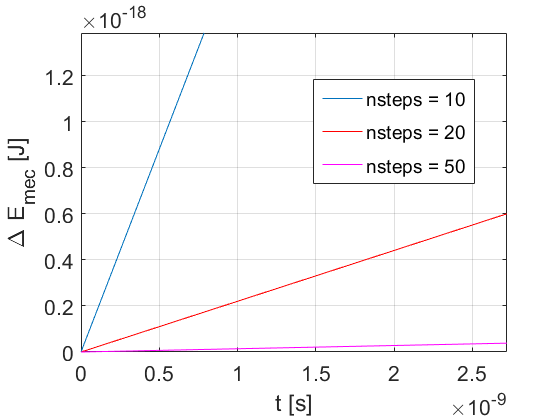 ×10-18
1.2
1
0.8
0.6
0.4
0.2
0
Δ Emec [J]
nsteps = 10
nsteps = 20
nsteps = 50
0 0.5 1 1.5 2 2.5
t [s]
×10-9